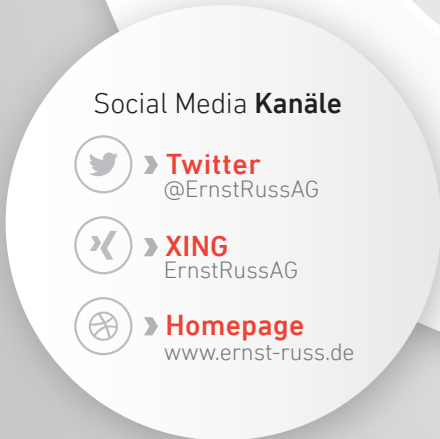 Social Media Kanäle
Twitter
@ErnstRussAG
XING
ErnstRussAG
Homepage
www.ernst-russ.de